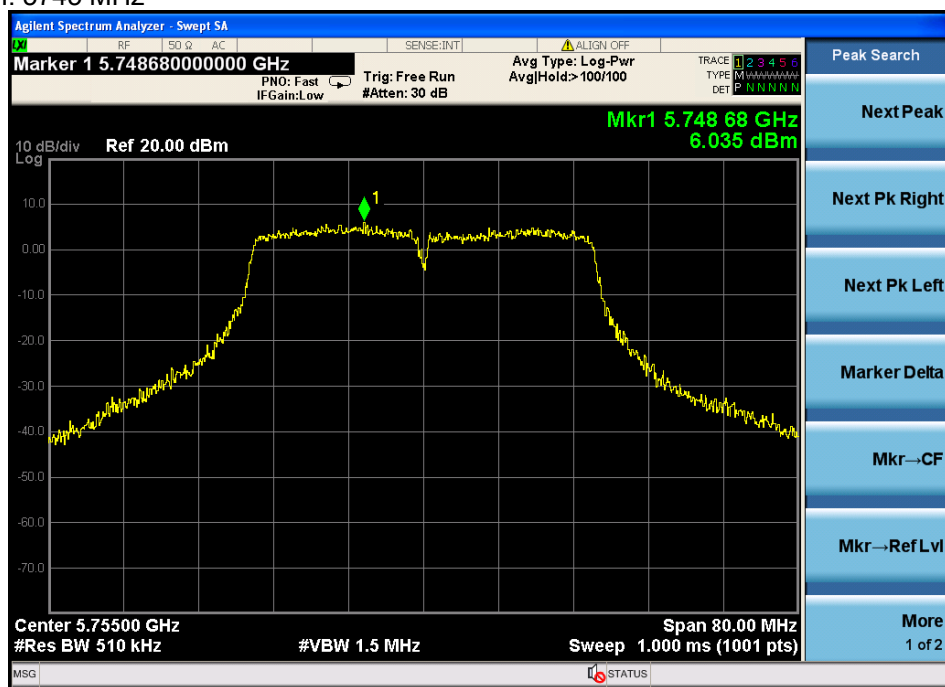 5745 MHz
Agilent Spectrum Analyzer - Swept SA
LXI RF 50 Ω AC SENSE:INT ALIGN OFF
Marker 1 5.748680000000 GHz
PNO: Fast
IFGain:Low
Trig: Free Run
#Atten: 30 dB
Avg Type: Log-Pwr
Avg|Hold:>100/100
TRACE 1 2 3 4 5 6
TYPE M
DET P N N N N N
Peak Search
Mkr1 5.748 68 GHz
6.035 dBm
10 dB/div
Log
Ref 20.00 dBm
1
10.0
0.00
-10.0
-20.0
-30.0
-40.0
-50.0
-60.0
-70.0
Next Peak
Next Pk Right
Next Pk Left
Marker Delta
Mkr→CF
Mkr→RefLvl
More
1 of 2
Center 5.75500 GHz
Span 80.00 MHz
#Res BW 510 kHz
#VBW 1.5 MHz
Sweep 1.000 ms (1001 pts)
MSG
STATUS